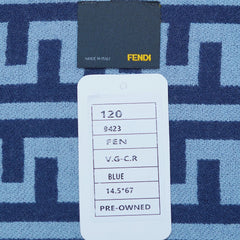 FENDI
MADE IN ITALY
120
9423
FEN
V.G-C.R
BLUE
14.5*67
PRE-OWNED